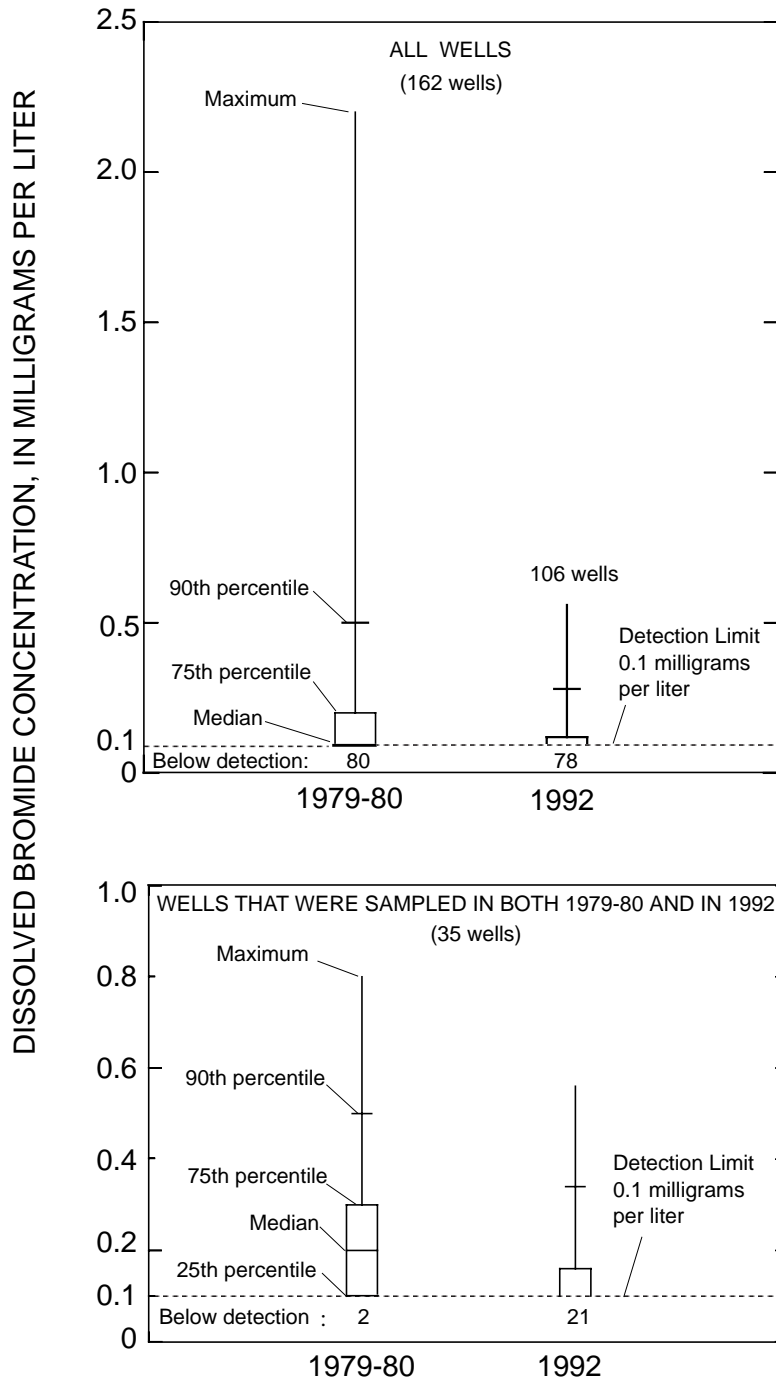 DISSOLVED BROMIDE CONCENTRATION, IN MILLIGRAMS PER LITER
2.5
2.0
1.5
1.0
0.5
0.1
0
ALL WELLS
(162 wells)
Maximum
90th percentile
75th percentile
Median
Below detection:
80
78
106 wells
Detection Limit
0.1 milligrams
per liter
1979-80
1992
1.0
0.8
0.6
0.4
0.2
0.1
0
WELLS THAT WERE SAMPLED IN BOTH 1979-80 AND IN 1992
(35 wells)
Maximum
90th percentile
75th percentile
Median
25th percentile
Below detection :
2
21
Detection Limit
0.1 milligrams
per liter
1979-80
1992